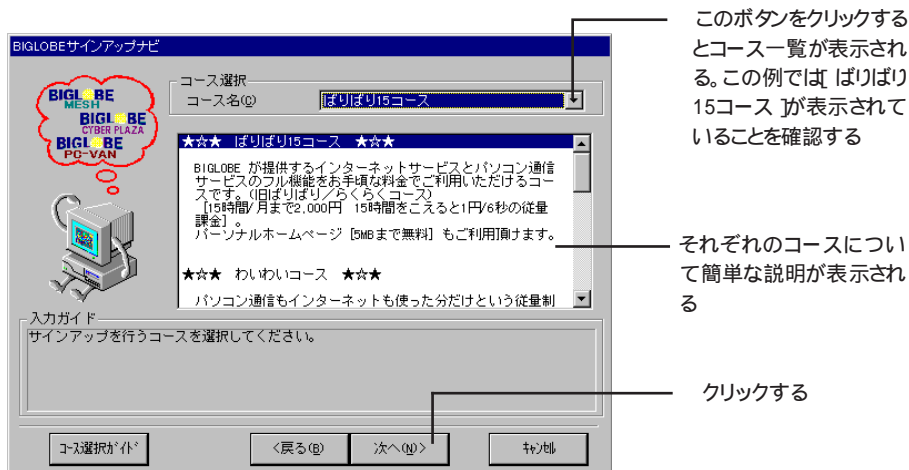 BIGLOBEサインアップナビ
BIGL BE
MESH
BIGL BE
CYBER PLAZA
BIGL BE
PC-VAN
コース選択
コース名(C)
ばりばり15コース
★☆★ ばりばり15コース ★☆★
BIGLOBE が提供するインターネットサービスとパソコン通信
サービスのフル機能をお手頃な料金でご利用いただけるコー
スです。(旧ばりばり/らくらくコース)
[15時間/月まで2,000円 15時間をこえると1円/6秒の従量
課金]。
パーソナルホームページ [5MBまで無料] もご利用頂けます。
★☆★ わいわいコース ★☆★
パソコン通信もインターネットも使った分だけという従量制
入力ガイド
サインアップを行うコースを選択してください。
コース選択ガイド
<戻る(B)
次へ(N)>
キャンセル
このボタンをクリックする
とコース一覧が表示され
る。この例では[ ばりばり
15コース ]が表示されて
いることを確認する
それぞれのコースについ
て簡単な説明が表示され
る
クリックする